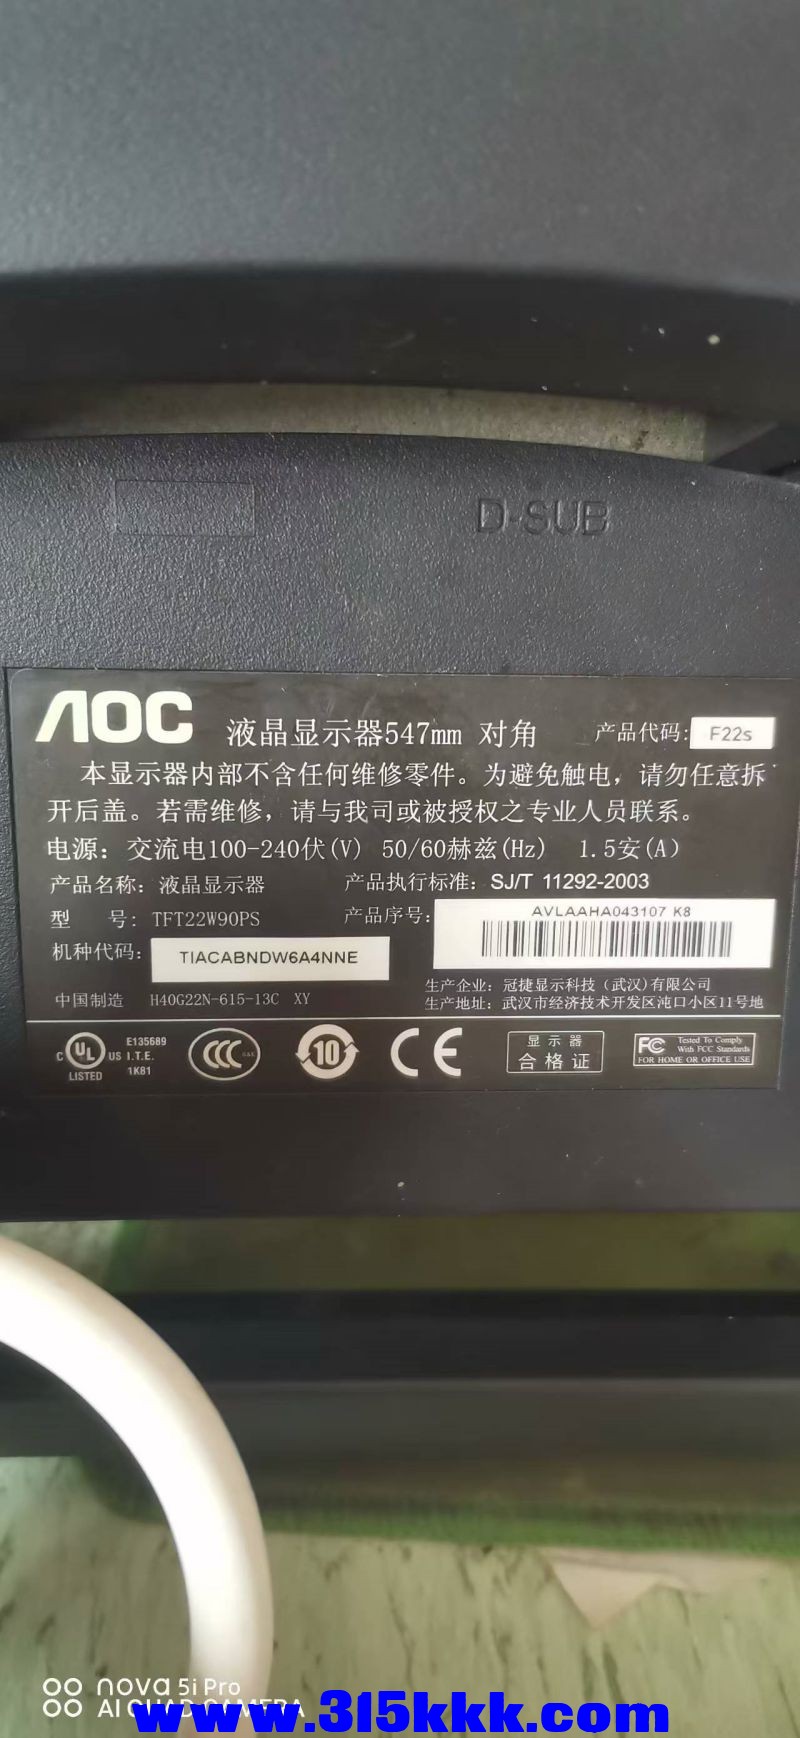 D-SUB
AOC 液晶显示器547mm 对角 产品代码: F22s
本显示器内部不含任何维修零件。为避免触电，请勿任意拆
开后盖。若需维修，请与我司或被授权之专业人员联系。
电源：交流电100-240伏(V) 50/60赫兹(Hz) 1.5安(A)
产品名称：液晶显示器 产品执行标准：SJ/T 11292-2003
型 号: TFT22W90PS 产品序号: AVLAAHA043107 K8
机种代码: TIACABNDW6A4NNE
生产企业：冠捷显示科技（武汉）有限公司
中国制造 H40G22N-615-13C XY 生产地址：武汉市经济技术开发区沌口小区11号地
C UL US LISTED
E135689
I.T.E.
1K81
CCC S&E
10
CE
显示器
合格证
FC Tested To Comply
With FCC Standards
FOR HOME OR OFFICE USE
nova 5i Pro
AI QUAD CAMERA
www.315kkk.com